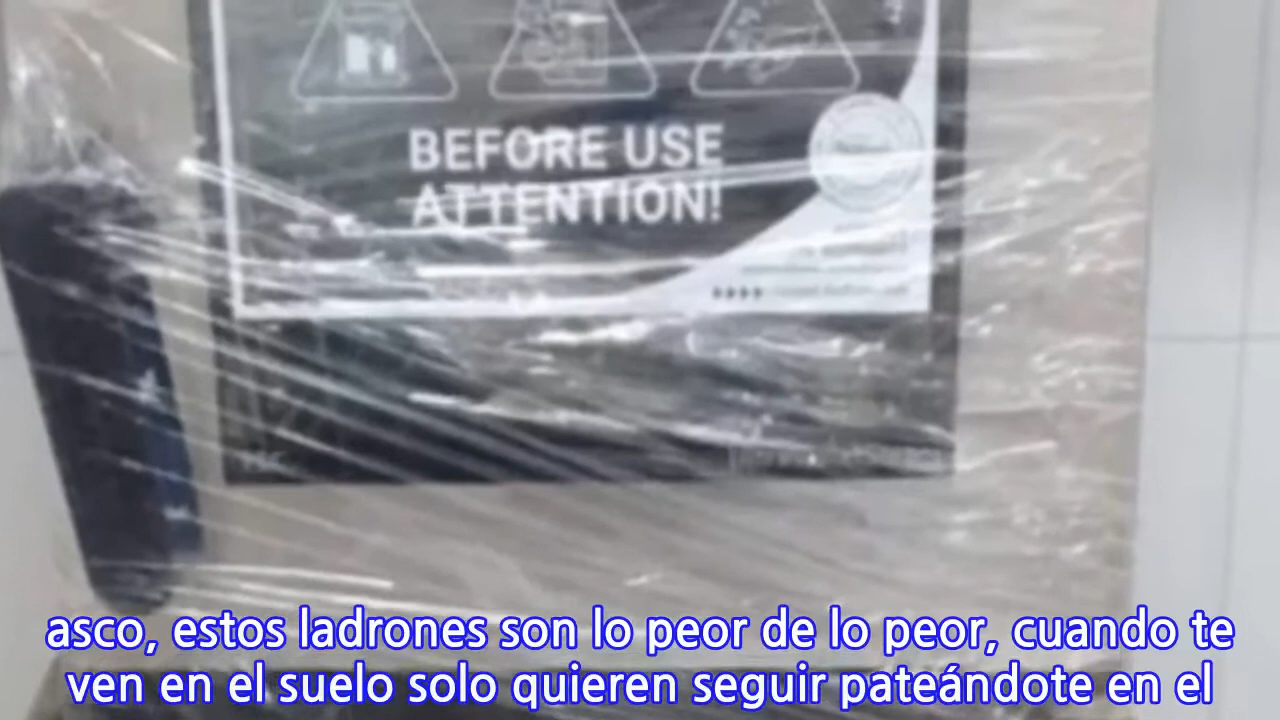 BEFORE USE
ATTENTION!
asco, estos ladrones son lo peor de lo peor, cuando te
ven en el suelo solo quieren seguir pateándote en el